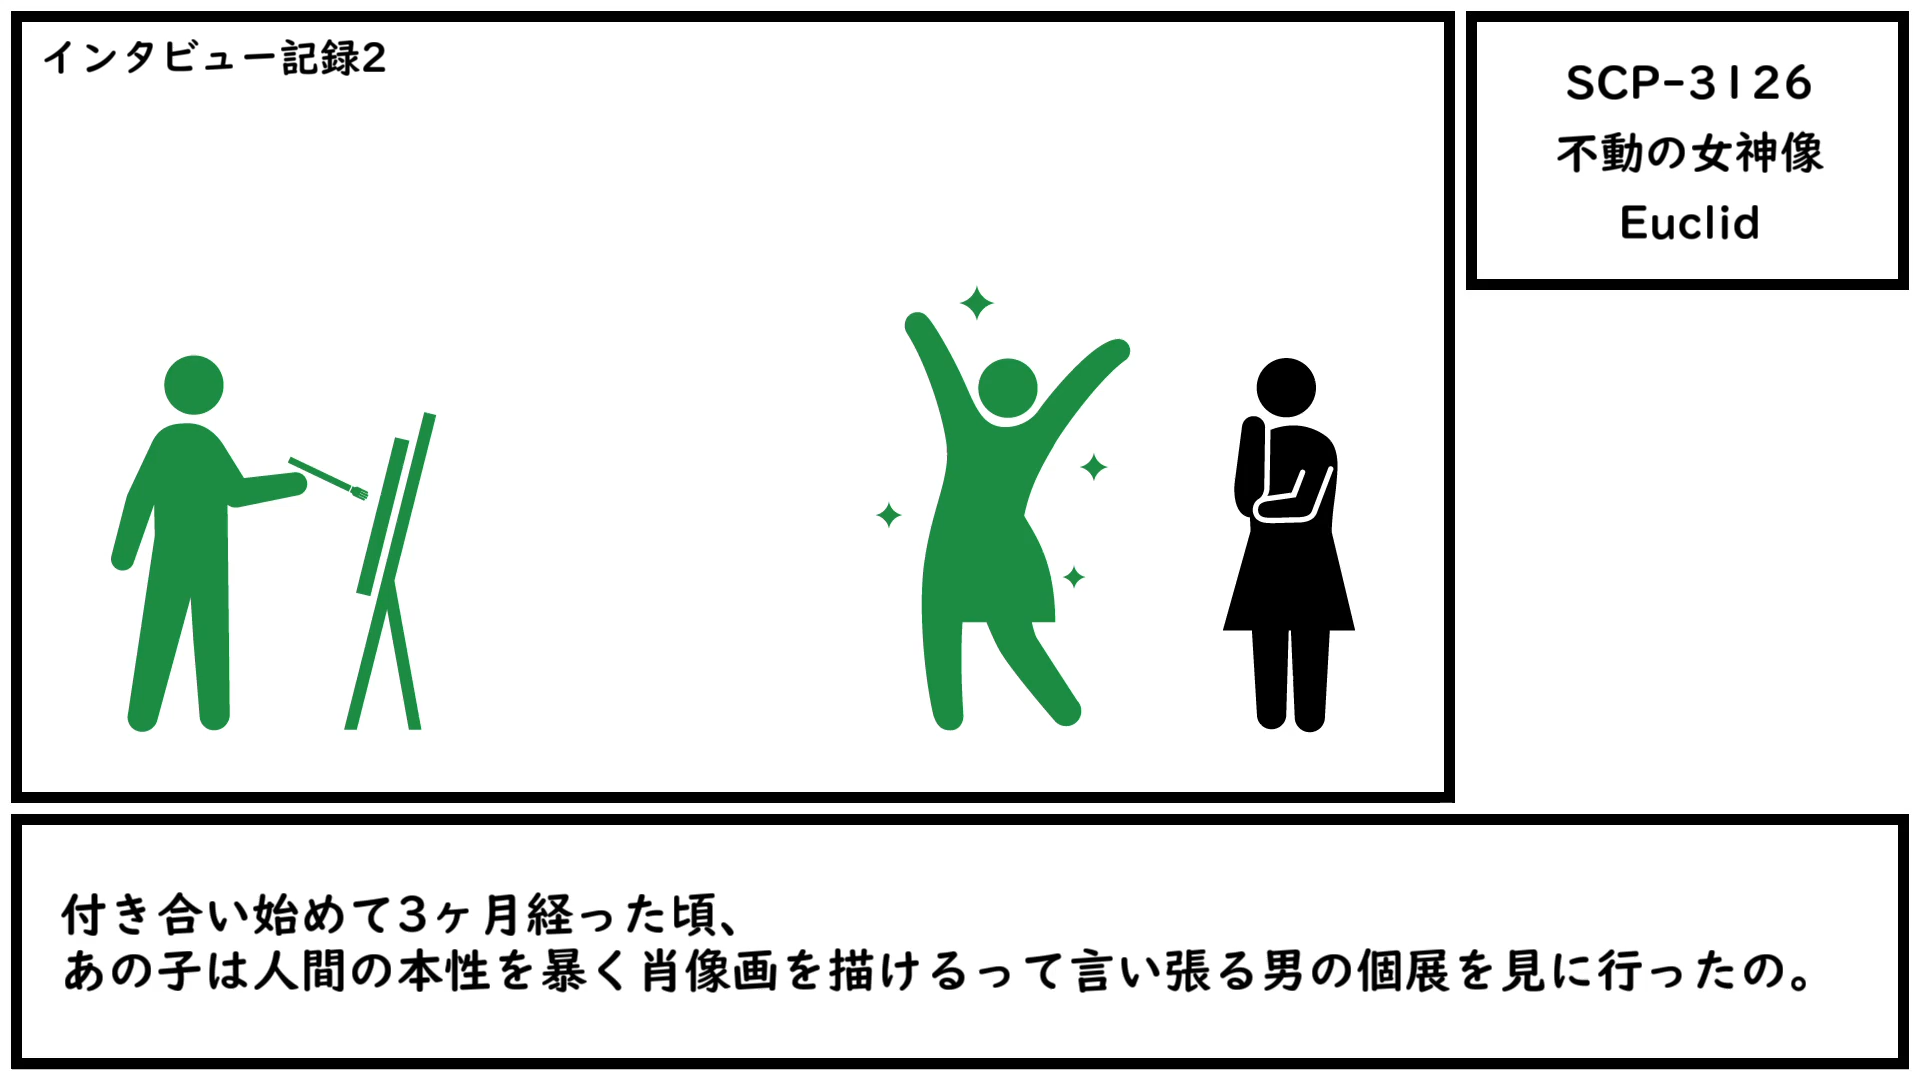 インタビュー記録2
SCP-3126
不動の女神像
Euclid
付き合い始めて3ヶ月経った頃、
あの子は人間の本性を暴く肖像画を描けるって言い張る男の個展を見に行ったの。